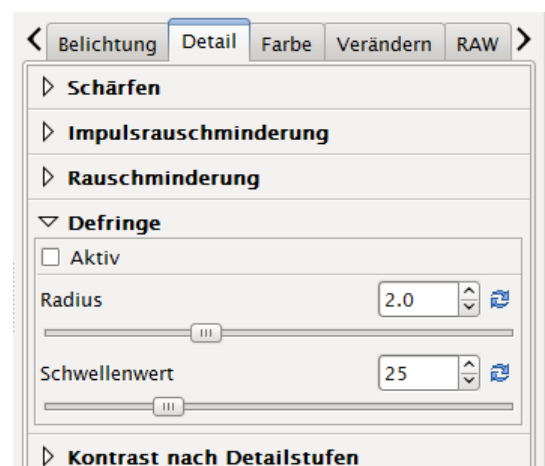 Belichtung Detail Farbe Verändern RAW
Schärfen
Impulsrauschminderung
Rauschminderung
Defringe
Aktiv
Radius 2.0
Schwellenwert 25
Kontrast nach Detailstufen